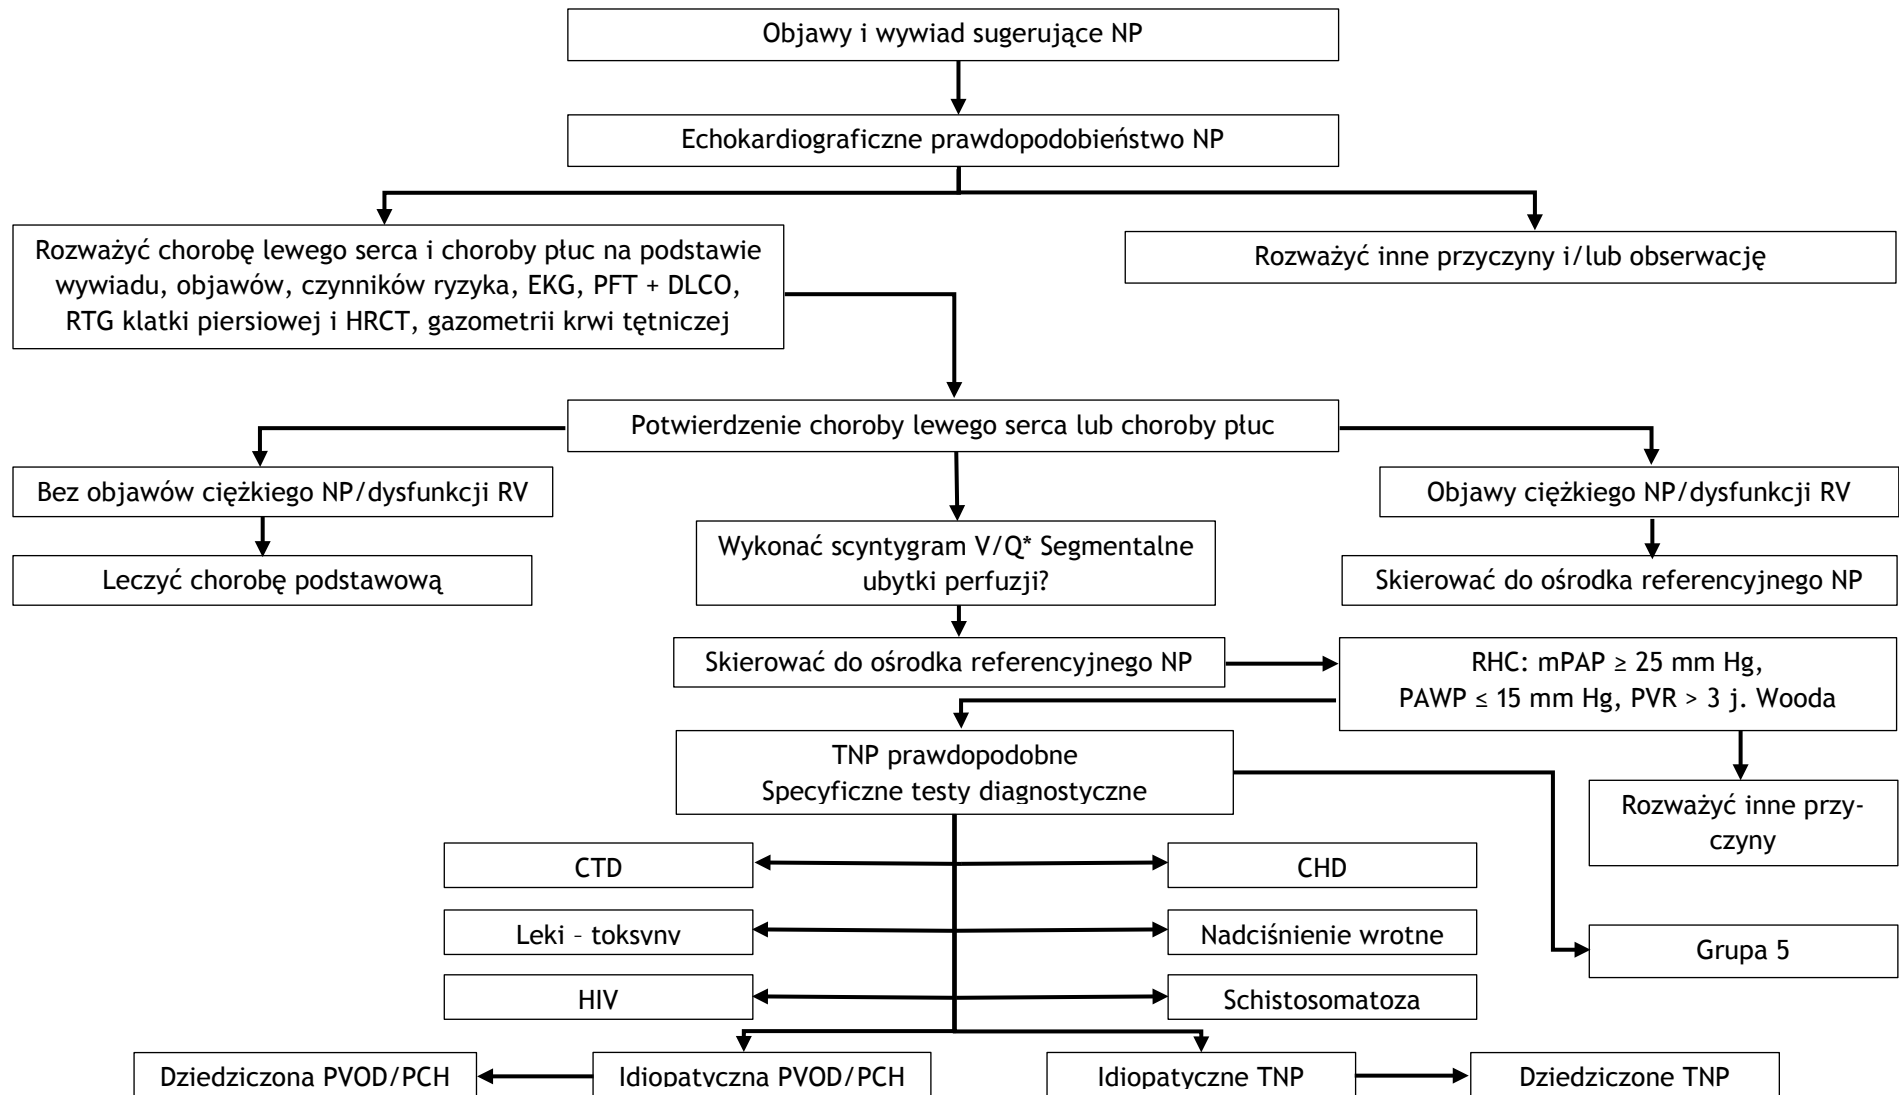 Objawy i wywiad sugerujące NP
Echokardiograficzne prawdopodobieństwo NP
Rozważyć chorobę lewego serca i choroby płuc na podstawie
wywiadu, objawów, czynników ryzyka, EKG, PFT + DLCO,
RTG klatki piersiowej i HRCT, gazometrii krwi tętniczej
Rozważyć inne przyczyny i/lub obserwację
Potwierdzenie choroby lewego serca lub choroby płuc
Bez objawów ciężkiego NP/dysfunkcji RV
Objawy ciężkiego NP/dysfunkcji RV
Leczyć chorobę podstawową
Wykonać scyntygram V/Q* Segmentalne
ubytki perfuzji?
Skierować do ośrodka referencyjnego NP
Skierować do ośrodka referencyjnego NP
RHC: mPAP ≥ 25 mm Hg,
PAWP ≤ 15 mm Hg, PVR > 3 j. Wooda
TNP prawdopodobne
Specyficzne testy diagnostyczne
Rozważyć inne przy-
czyny
CTD
CHD
Leki – toksyny
Nadciśnienie wrotne
Grupa 5
HIV
Schistosomatoza
Dziedziczona PVOD/PCH
Idiopatyczna PVOD/PCH
Idiopatyczne TNP
Dziedziczone TNP